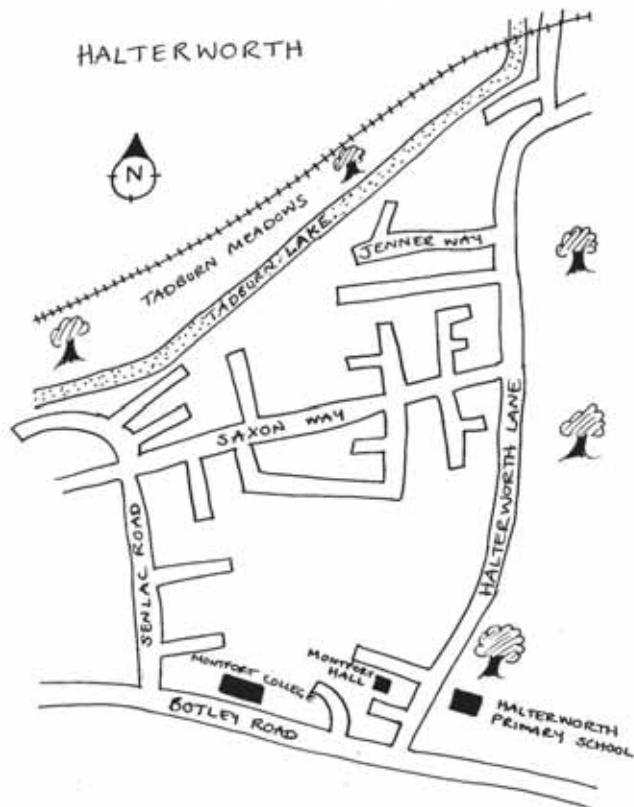 HALTERWORTH
N
TADBURN MEADOWS
TADBURN LAKE
JENNER WAY
SAXON WAY
HALTERWORTH LANE
SENLAC ROAD
MONTFORT COLLEGE
MONTFORT
HALL
BOTLEY ROAD
HALTERWORTH
PRIMARY SCHOOL